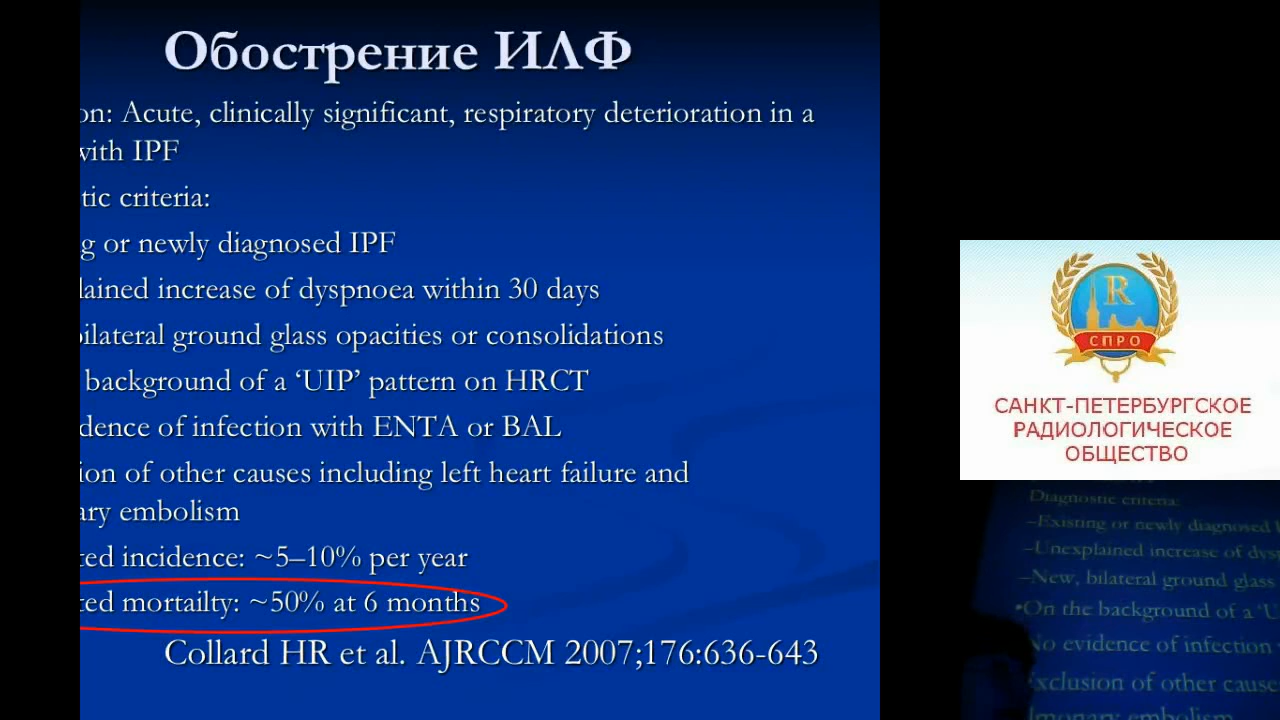 Обострение ИЛФ
on: Acute, clinically significant, respiratory deterioration in a
with IPF
tic criteria:
g or newly diagnosed IPF
lained increase of dyspnoea within 30 days
bilateral ground glass opacities or consolidations
background of a ‘UIP’ pattern on HRCT
dence of infection with ENTA or BAL
ion of other causes including left heart failure and
ary embolism
ted incidence: ~5–10% per year
ted mortailty: ~50% at 6 months
Collard HR et al. AJRCCM 2007;176:636-643
R
СПРО
САНКТ-ПЕТЕРБУРГСКОЕ
РАДИОЛОГИЧЕСКОЕ
ОБЩЕСТВО
Diagnostic criteria:
–Existing or newly diagnosed I
–Unexplained increase of dysp
–New, bilateral ground glass
•On the background of a ‘U
No evidence of infection
Exclusion of other cause
lmonary embolism